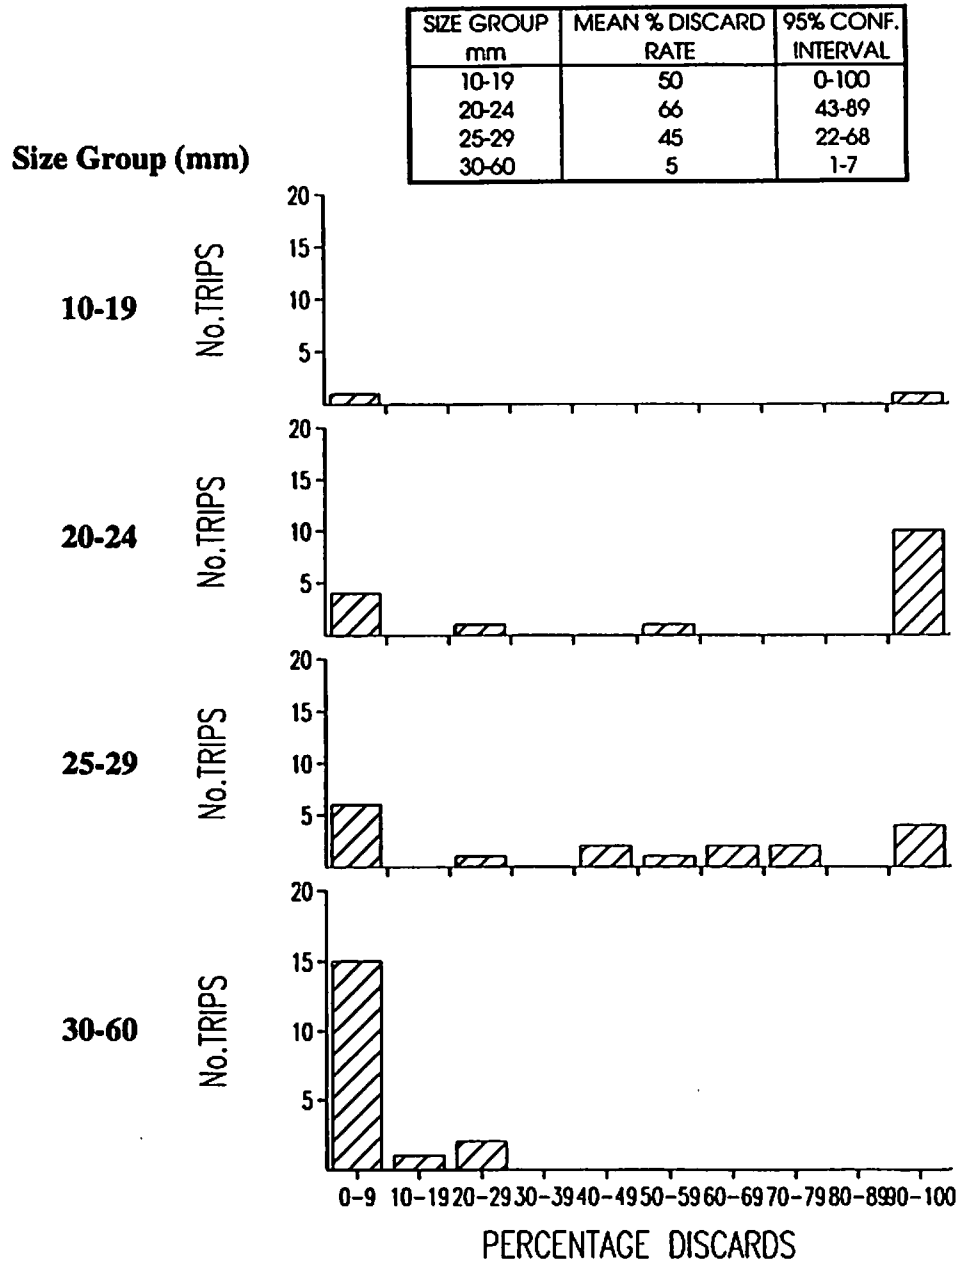 SIZE GROUP MEAN % DISCARD 95% CONF.
mm RATE INTERVAL
10-19 50 0-100
20-24 66 43-89
25-29 45 22-68
30-60 5 1-7
Size Group (mm)
20
15
10
5
No.TRIPS
10-19
20
15
10
5
No.TRIPS
20-24
20
15
10
5
No.TRIPS
25-29
20
15
10
5
No.TRIPS
30-60
0-9 10-19 20-29 30-39 40-49 50-59 60-69 70-79 80-89 90-100
PERCENTAGE DISCARDS